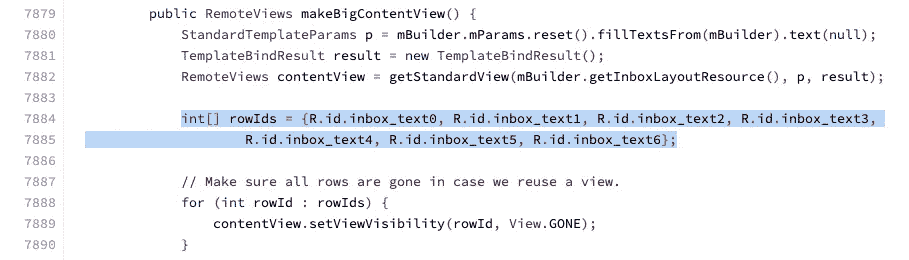 7879 public RemoteViews makeBigContentView() {
7880 StandardTemplateParams p = mBuilder.mParams.reset().fillTextsFrom(mBuilder).text(null);
7881 TemplateBindResult result = new TemplateBindResult();
7882 RemoteViews contentView = getStandardView(mBuilder.getInboxLayoutResource(), p, result);
7883
7884 int[] rowIds = {R.id.inbox_text0, R.id.inbox_text1, R.id.inbox_text2, R.id.inbox_text3,
7885 R.id.inbox_text4, R.id.inbox_text5, R.id.inbox_text6};
7886
7887 // Make sure all rows are gone in case we reuse a view.
7888 for (int rowId : rowIds) {
7889 contentView.setViewVisibility(rowId, View.GONE);
7890 }